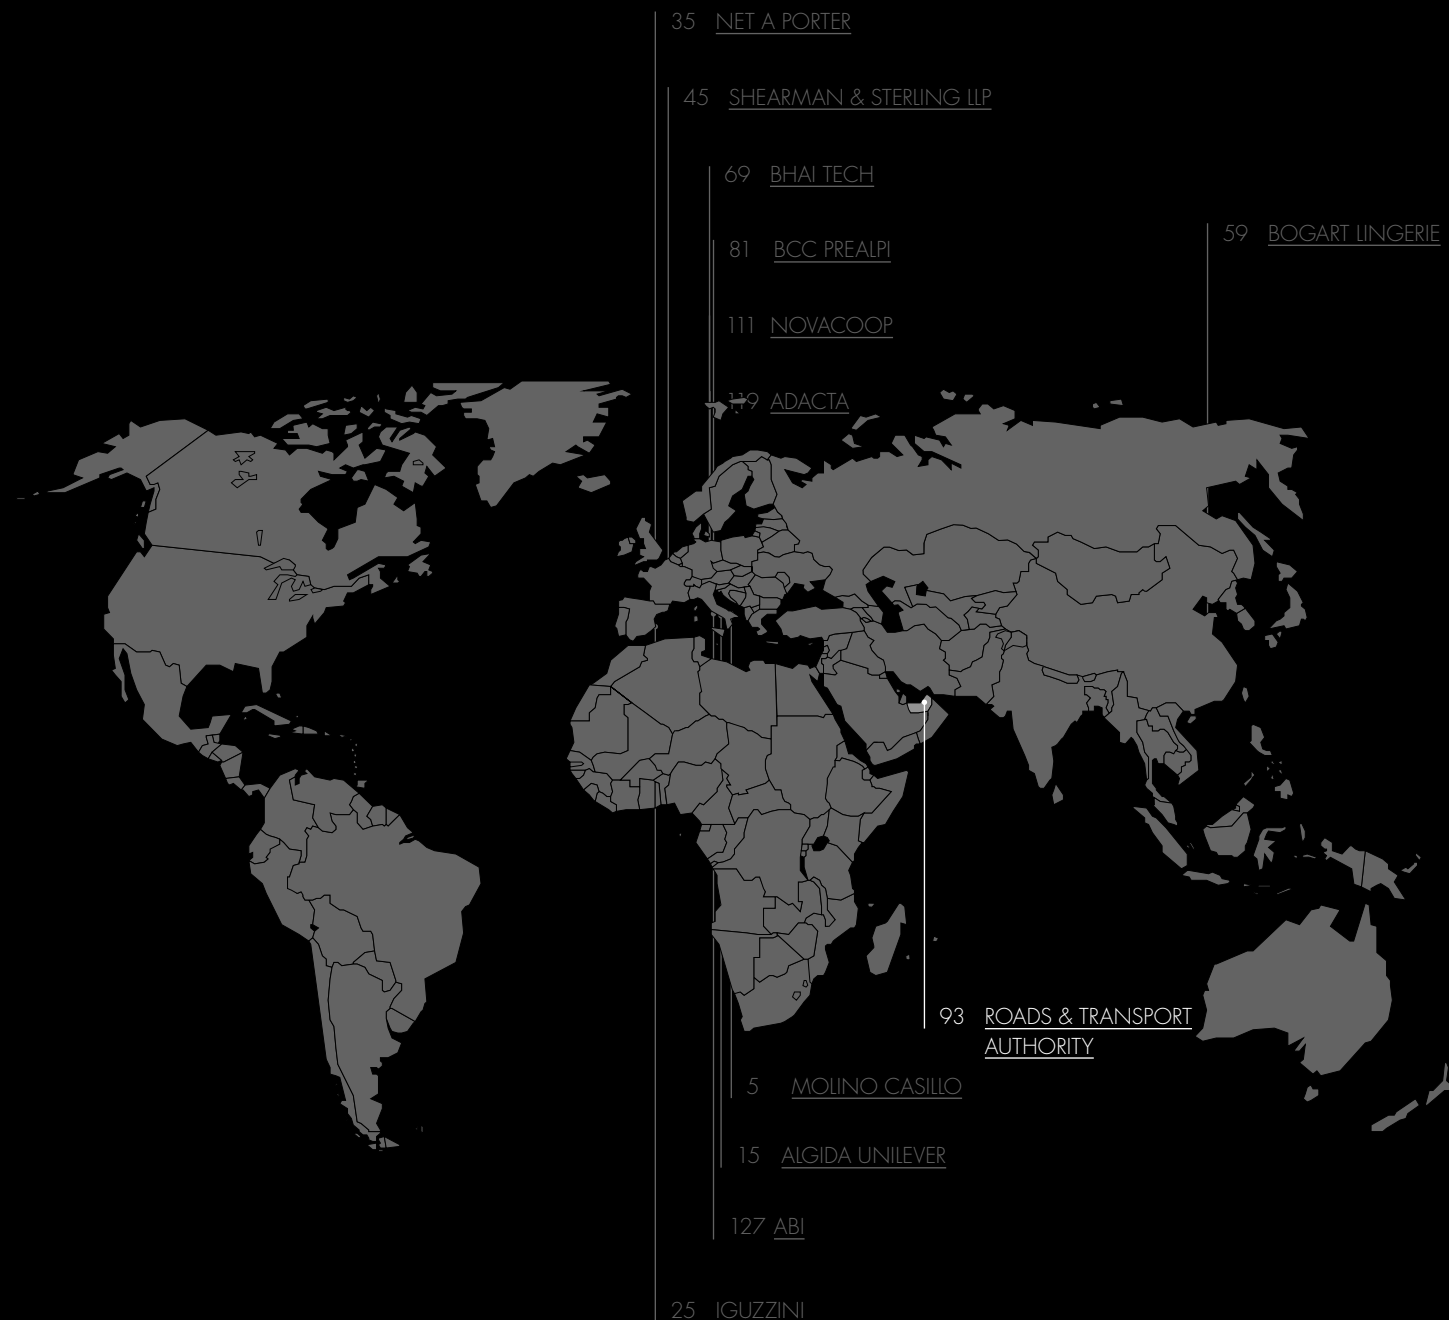 35 NET A PORTER
45 SHEARMAN & STERLING LLP
69 BHAI TECH
59 BOGART LINGERIE
81 BCC PREALPI
111 NOVACOOP
119 ADACTA
93 ROADS & TRANSPORT
AUTHORITY
5 MOLINO CASILLO
15 ALGIDA UNILEVER
127 ABI
25 IGUZZINI